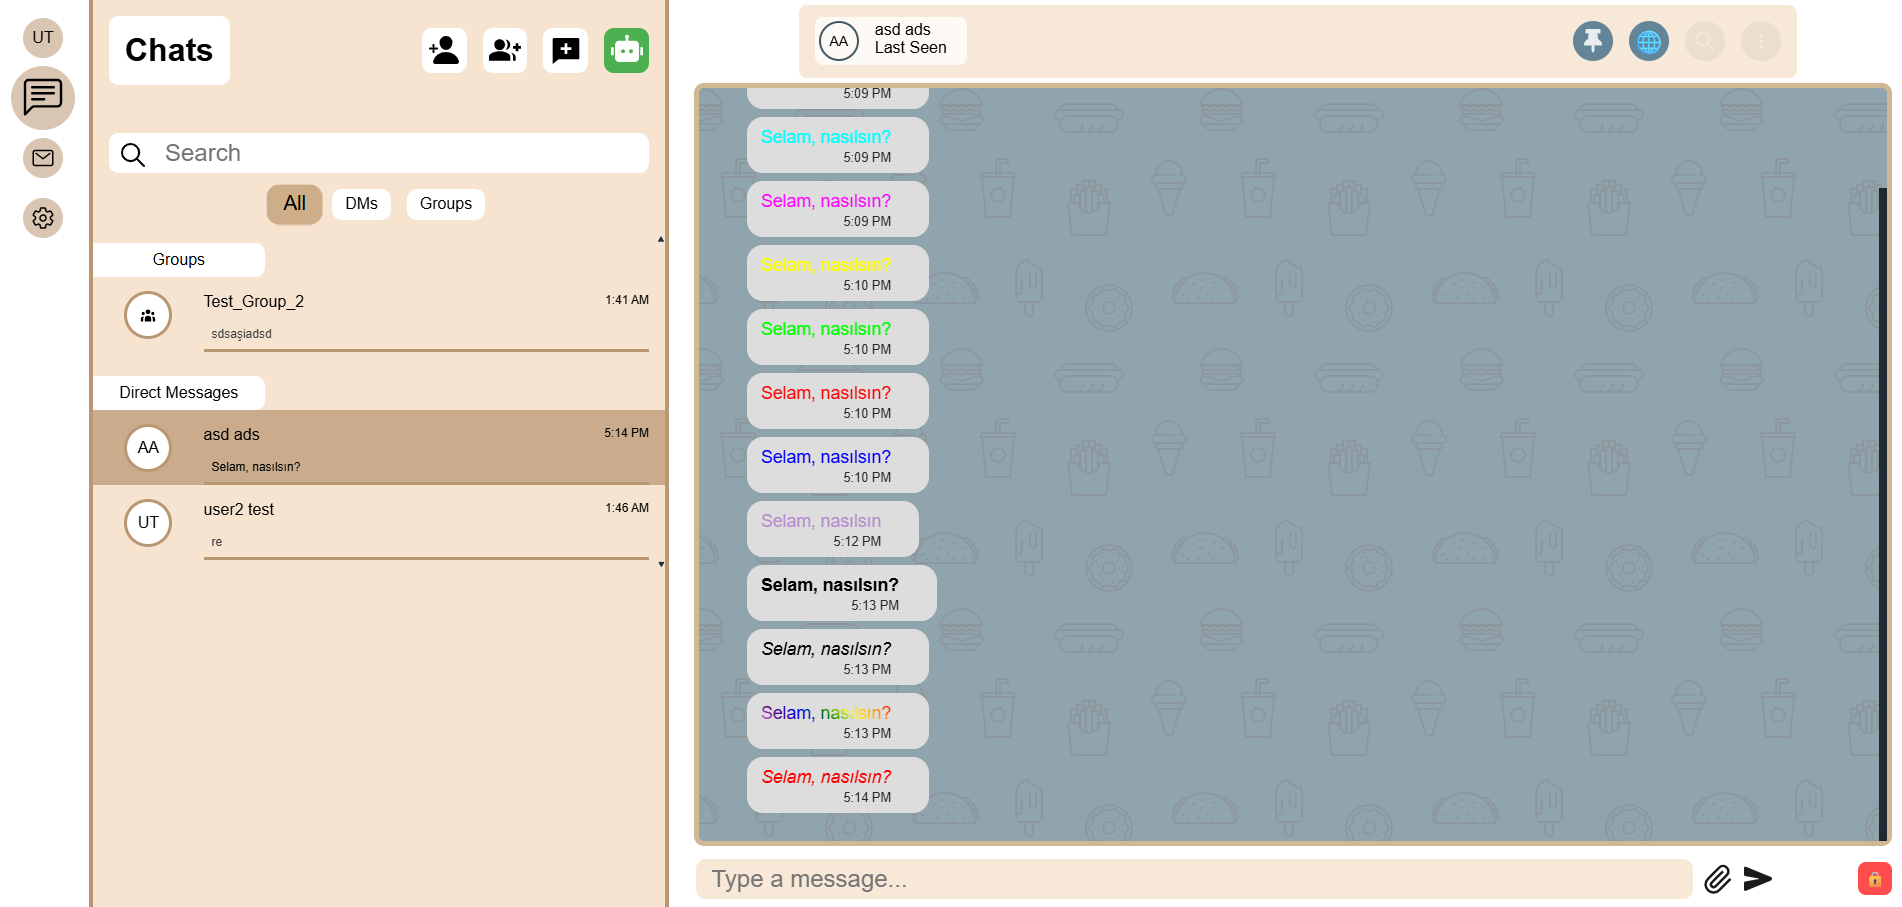 UT
Chats
Search
All
DMs
Groups
Groups
Test_Group_2
1:41 AM
sdsaşiadsd
Direct Messages
AA
asd ads
5:14 PM
Selam, nasılsın?
UT
user2 test
1:46 AM
re
AA
asd ads
Last Seen
5:09 PM
Selam, nasılsın?
5:09 PM
Selam, nasılsın?
5:09 PM
Selam, nasılsın?
5:10 PM
Selam, nasılsın?
5:10 PM
Selam, nasılsın?
5:10 PM
Selam, nasılsın?
5:10 PM
Selam, nasılsın
5:12 PM
Selam, nasılsın?
5:13 PM
Selam, nasılsın?
5:13 PM
Selam, nasılsın?
5:13 PM
Selam, nasılsın?
5:14 PM
Type a message...